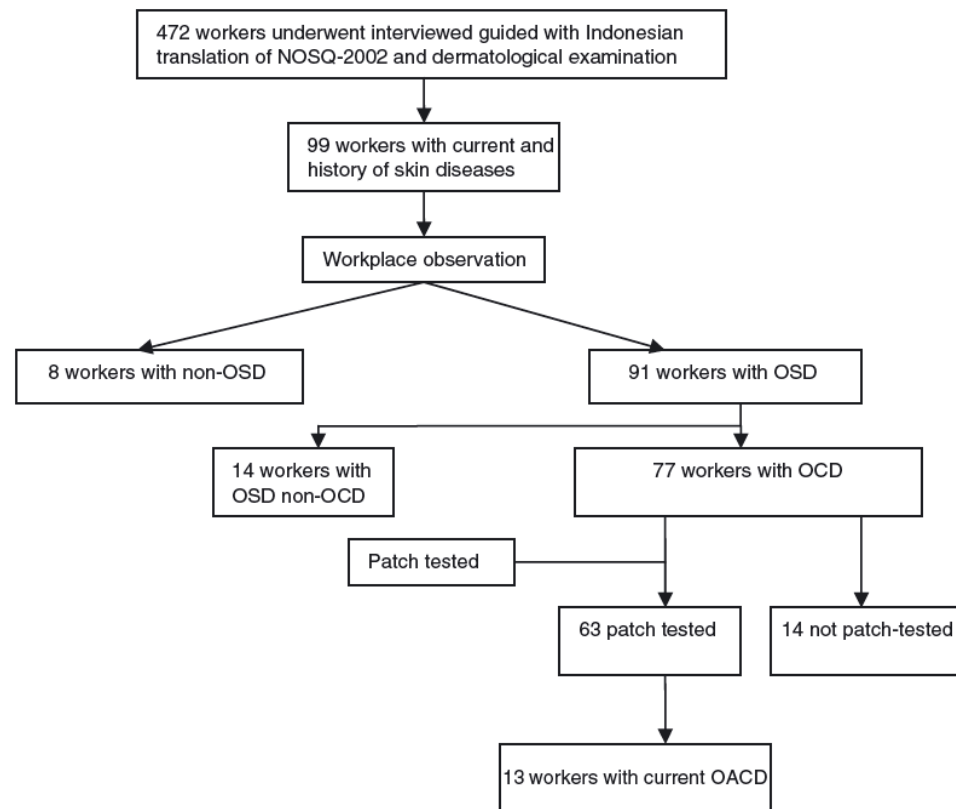 472 workers underwent interviewed guided with Indonesian
translation of NOSQ-2002 and dermatological examination
99 workers with current and
history of skin diseases
Workplace observation
8 workers with non-OSD
91 workers with OSD
14 workers with
OSD non-OCD
77 workers with OCD
Patch tested
63 patch tested
14 not patch-tested
13 workers with current OACD